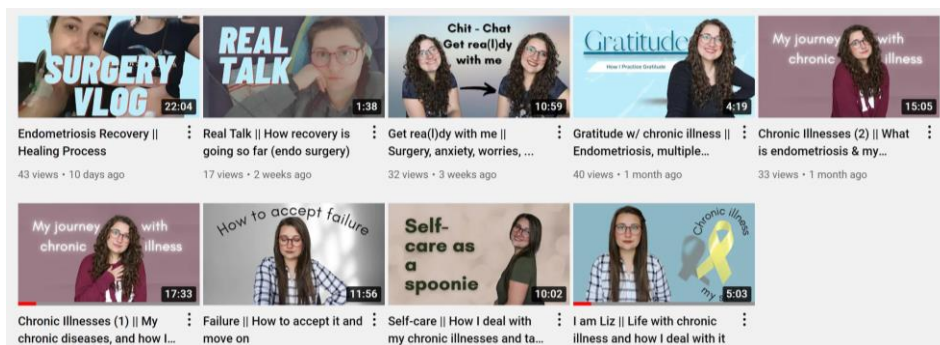 SURGERY
VLOG
22:04
REAL
TALK
1:38
Chit - Chat
Get rea(l)dy
with me
10:59
Gratitude
How I Practice Gratitude
4:19
My journey with
chronic illness
15:05
Endometriosis Recovery ||
Healing Process
43 views • 10 days ago
Real Talk || How recovery is
going so far (endo surgery)
17 views • 2 weeks ago
Get rea(l)dy with me ||
Surgery, anxiety, worries, ...
32 views • 3 weeks ago
Gratitude w/ chronic illness ||
Endometriosis, multiple...
40 views • 1 month ago
Chronic Illnesses (2) || What
is endometriosis & my...
33 views • 1 month ago
My journey with
chronic illness
17:33
How to accept failure
11:56
Self-
care as
a
spoonie
10:02
Chronic illness
my s
5:03
Chronic Illnesses (1) || My
chronic diseases, and how I...
Failure || How to accept it and
move on
Self-care || How I deal with
my chronic illnesses and ta...
I am Liz || Life with chronic
illness and how I deal with it